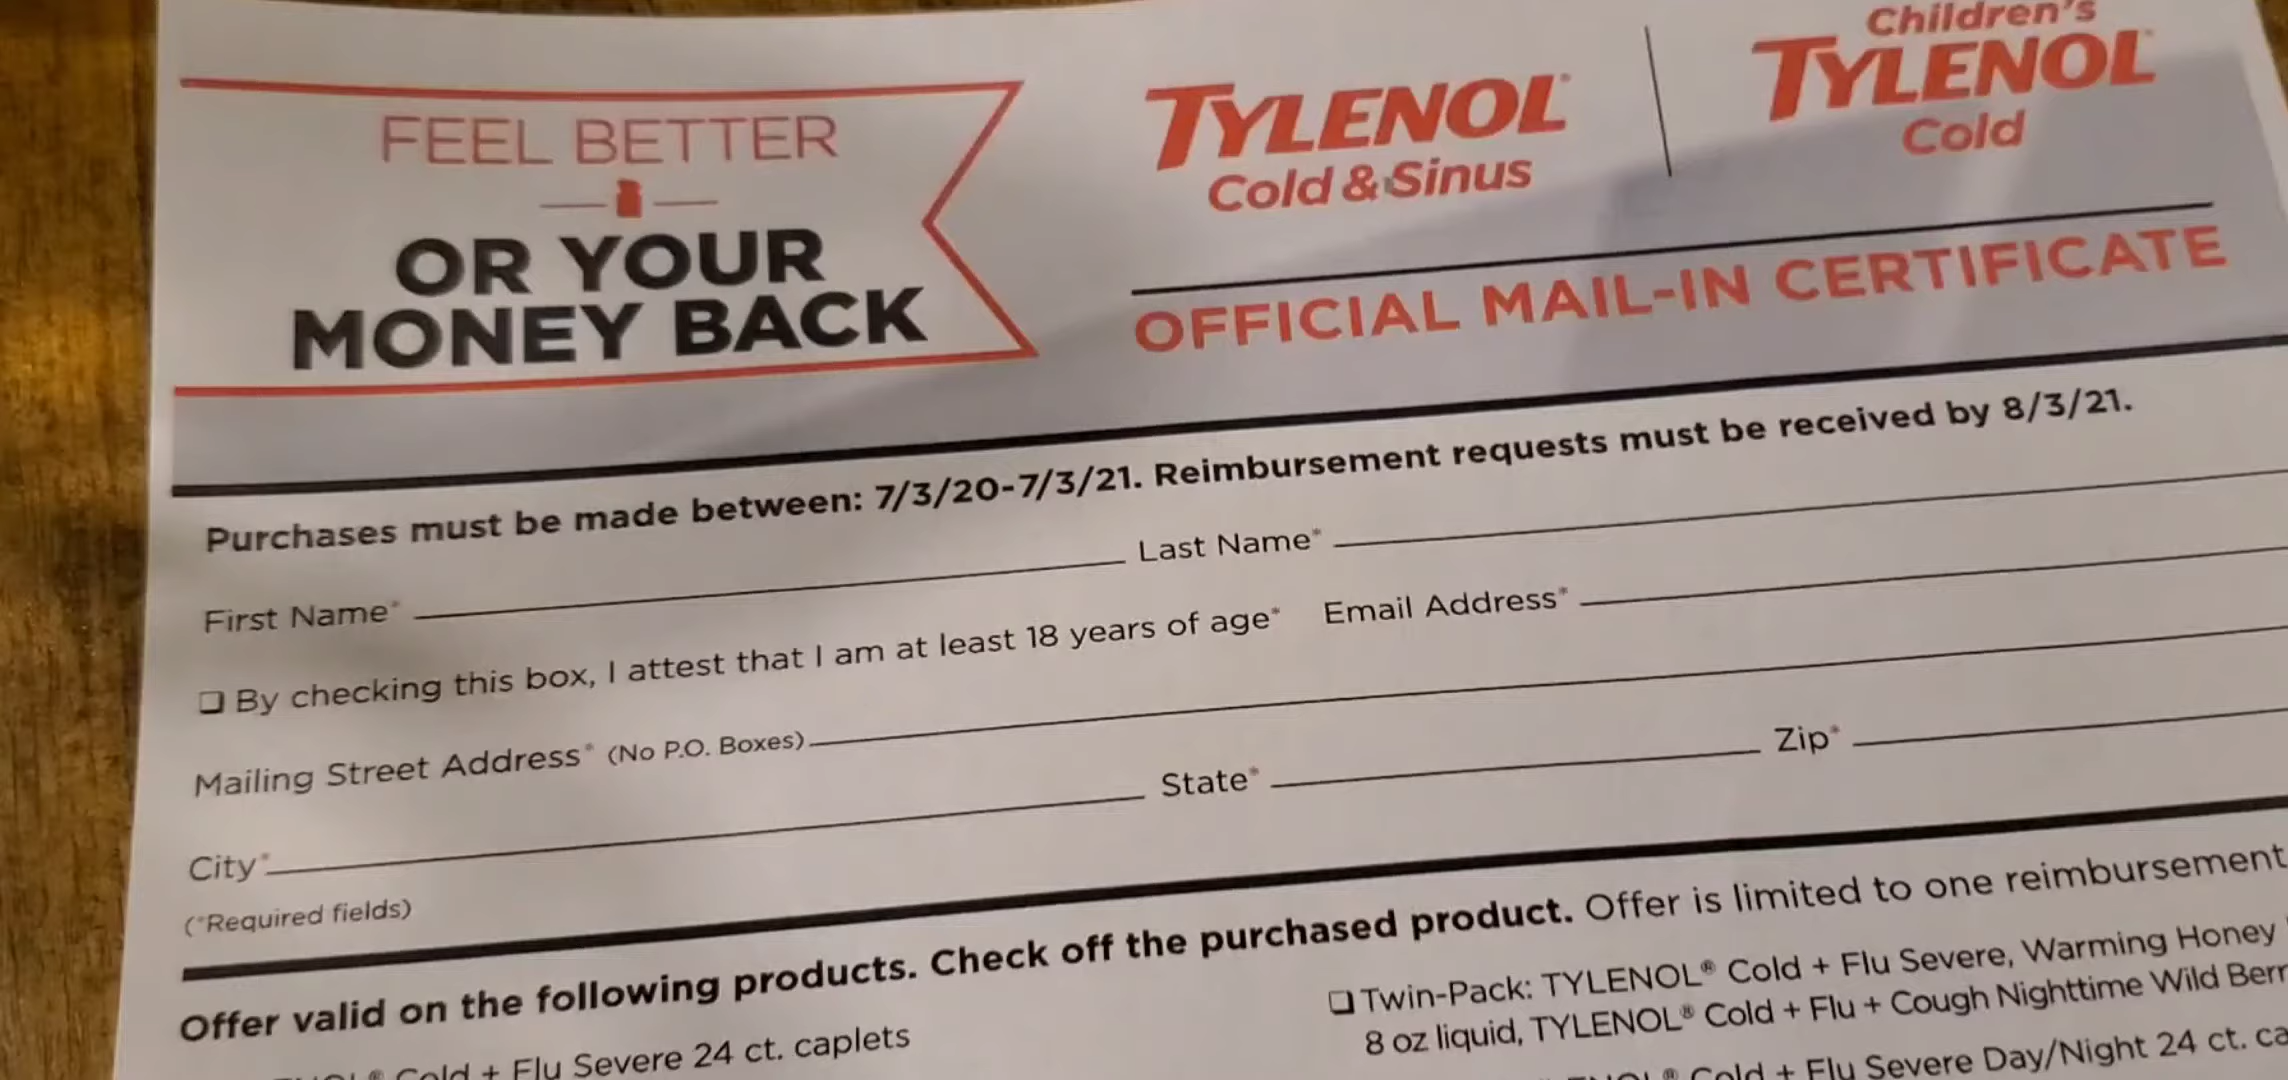 FEEL BETTER
OR YOUR
MONEY BACK
TYLENOL®
Cold & Sinus
Children's
TYLENOL®
Cold
OFFICIAL MAIL-IN CERTIFICATE
Purchases must be made between: 7/3/20-7/3/21. Reimbursement requests must be received by 8/3/21.
First Name* Last Name*
❑ By checking this box, I attest that I am at least 18 years of age* Email Address*
Mailing Street Address* (No P.O. Boxes)
City* State* Zip*
(*Required fields)
Offer valid on the following products. Check off the purchased product. Offer is limited to one reimbursement
Cold + Flu Severe 24 ct. caplets
❑ Twin-Pack: TYLENOL® Cold + Flu Severe, Warming Honey
8 oz liquid, TYLENOL® Cold + Flu + Cough Nighttime Wild
Cold + Flu Severe Day/Night 24 ct.